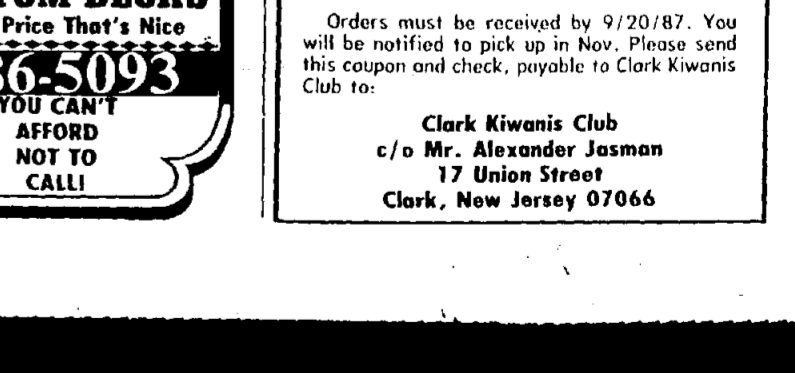 Price That's Nice
6-5093
YOU CAN'T
AFFORD
NOT TO
CALL!
Orders must be received by 9/20/87. You
will be notified to pick up in Nov. Please send
this coupon and check, payable to Clark Kiwanis
Club to:
Clark Kiwanis Club
c/o Mr. Alexander Jasman
17 Union Street
Clark, New Jersey 07066